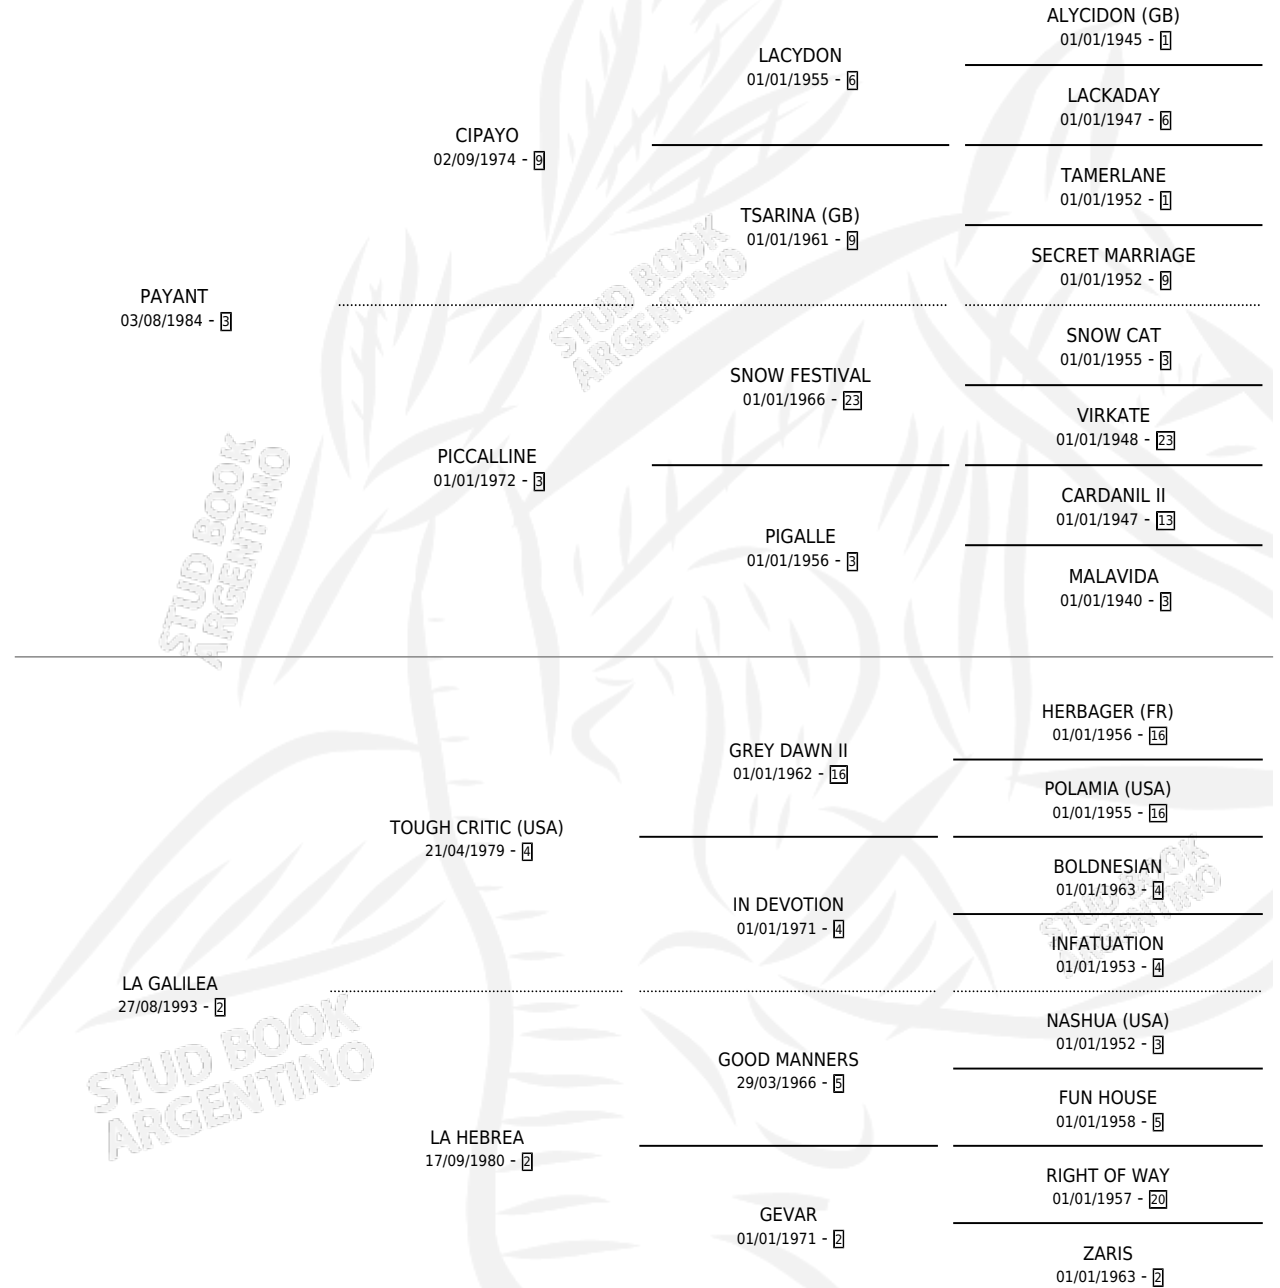 ALYCIDON (GB)
01/01/1945 - 1
LACYDON
01/01/1955 - 6
LACKADAY
01/01/1947 - 6
CIPAYO
02/09/1974 - 9
TAMERLANE
01/01/1952 - 1
TSARINA (GB)
01/01/1961 - 9
SECRET MARRIAGE
01/01/1952 - 9
PAYANT
03/08/1984 - 3
SNOW CAT
01/01/1955 - 3
SNOW FESTIVAL
01/01/1966 - 23
VIRKATE
01/01/1948 - 23
PICCALLINE
01/01/1972 - 3
CARDANIL II
01/01/1947 - 13
PIGALLE
01/01/1956 - 3
MALAVIDA
01/01/1940 - 3
HERBAGER (FR)
01/01/1956 - 16
GREY DAWN II
01/01/1962 - 16
POLAMIA (USA)
01/01/1955 - 16
TOUGH CRITIC (USA)
21/04/1979 - 4
BOLDNESIAN
01/01/1963 - 4
IN DEVOTION
01/01/1971 - 4
INFATUATION
01/01/1953 - 4
LA GALILEA
27/08/1993 - 2
NASHUA (USA)
01/01/1952 - 3
GOOD MANNERS
29/03/1966 - 5
FUN HOUSE
01/01/1958 - 5
LA HEBREA
17/09/1980 - 2
RIGHT OF WAY
01/01/1957 - 20
GEVAR
01/01/1971 - 2
ZARIS
01/01/1963 - 2
STUD BOOK
ARGENTINO
STUD BOOK
ARGENTINO
STUD BOOK
ARGENTINO
STUD BOOK
ARGENTINO